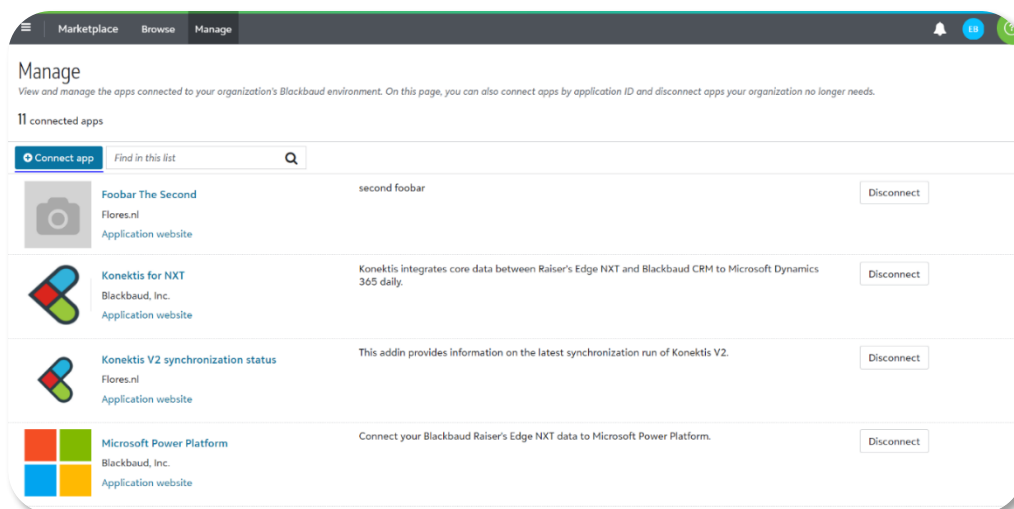 Marketplace Browse Manage EB
Manage
View and manage the apps connected to your organization's Blackbaud environment. On this page, you can also connect apps by application ID and disconnect apps your organization no longer needs.
11 connected apps
Connect app Find in this list
Foobar The Second second foobar Disconnect
Flores.nl
Application website
Konektis for NXT Konektis integrates core data between Raiser's Edge NXT and Blackbaud CRM to Microsoft Dynamics
365 daily. Disconnect
Blackbaud, Inc.
Application website
Konektis V2 synchronization status This addin provides information on the latest synchronization run of Konektis V2. Disconnect
Flores.nl
Application website
Microsoft Power Platform Connect your Blackbaud Raiser's Edge NXT data to Microsoft Power Platform. Disconnect
Blackbaud, Inc.
Application website